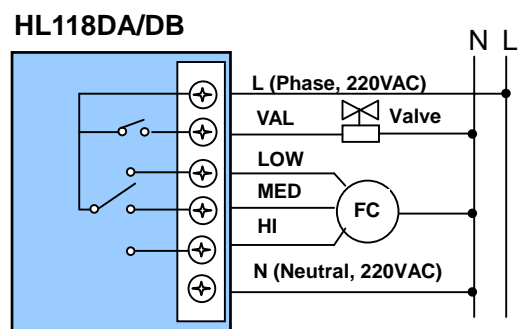 HL118DA/DB
N L
L (Phase, 220VAC)
VAL
Valve
LOW
MED
FC
HI
N (Neutral, 220VAC)